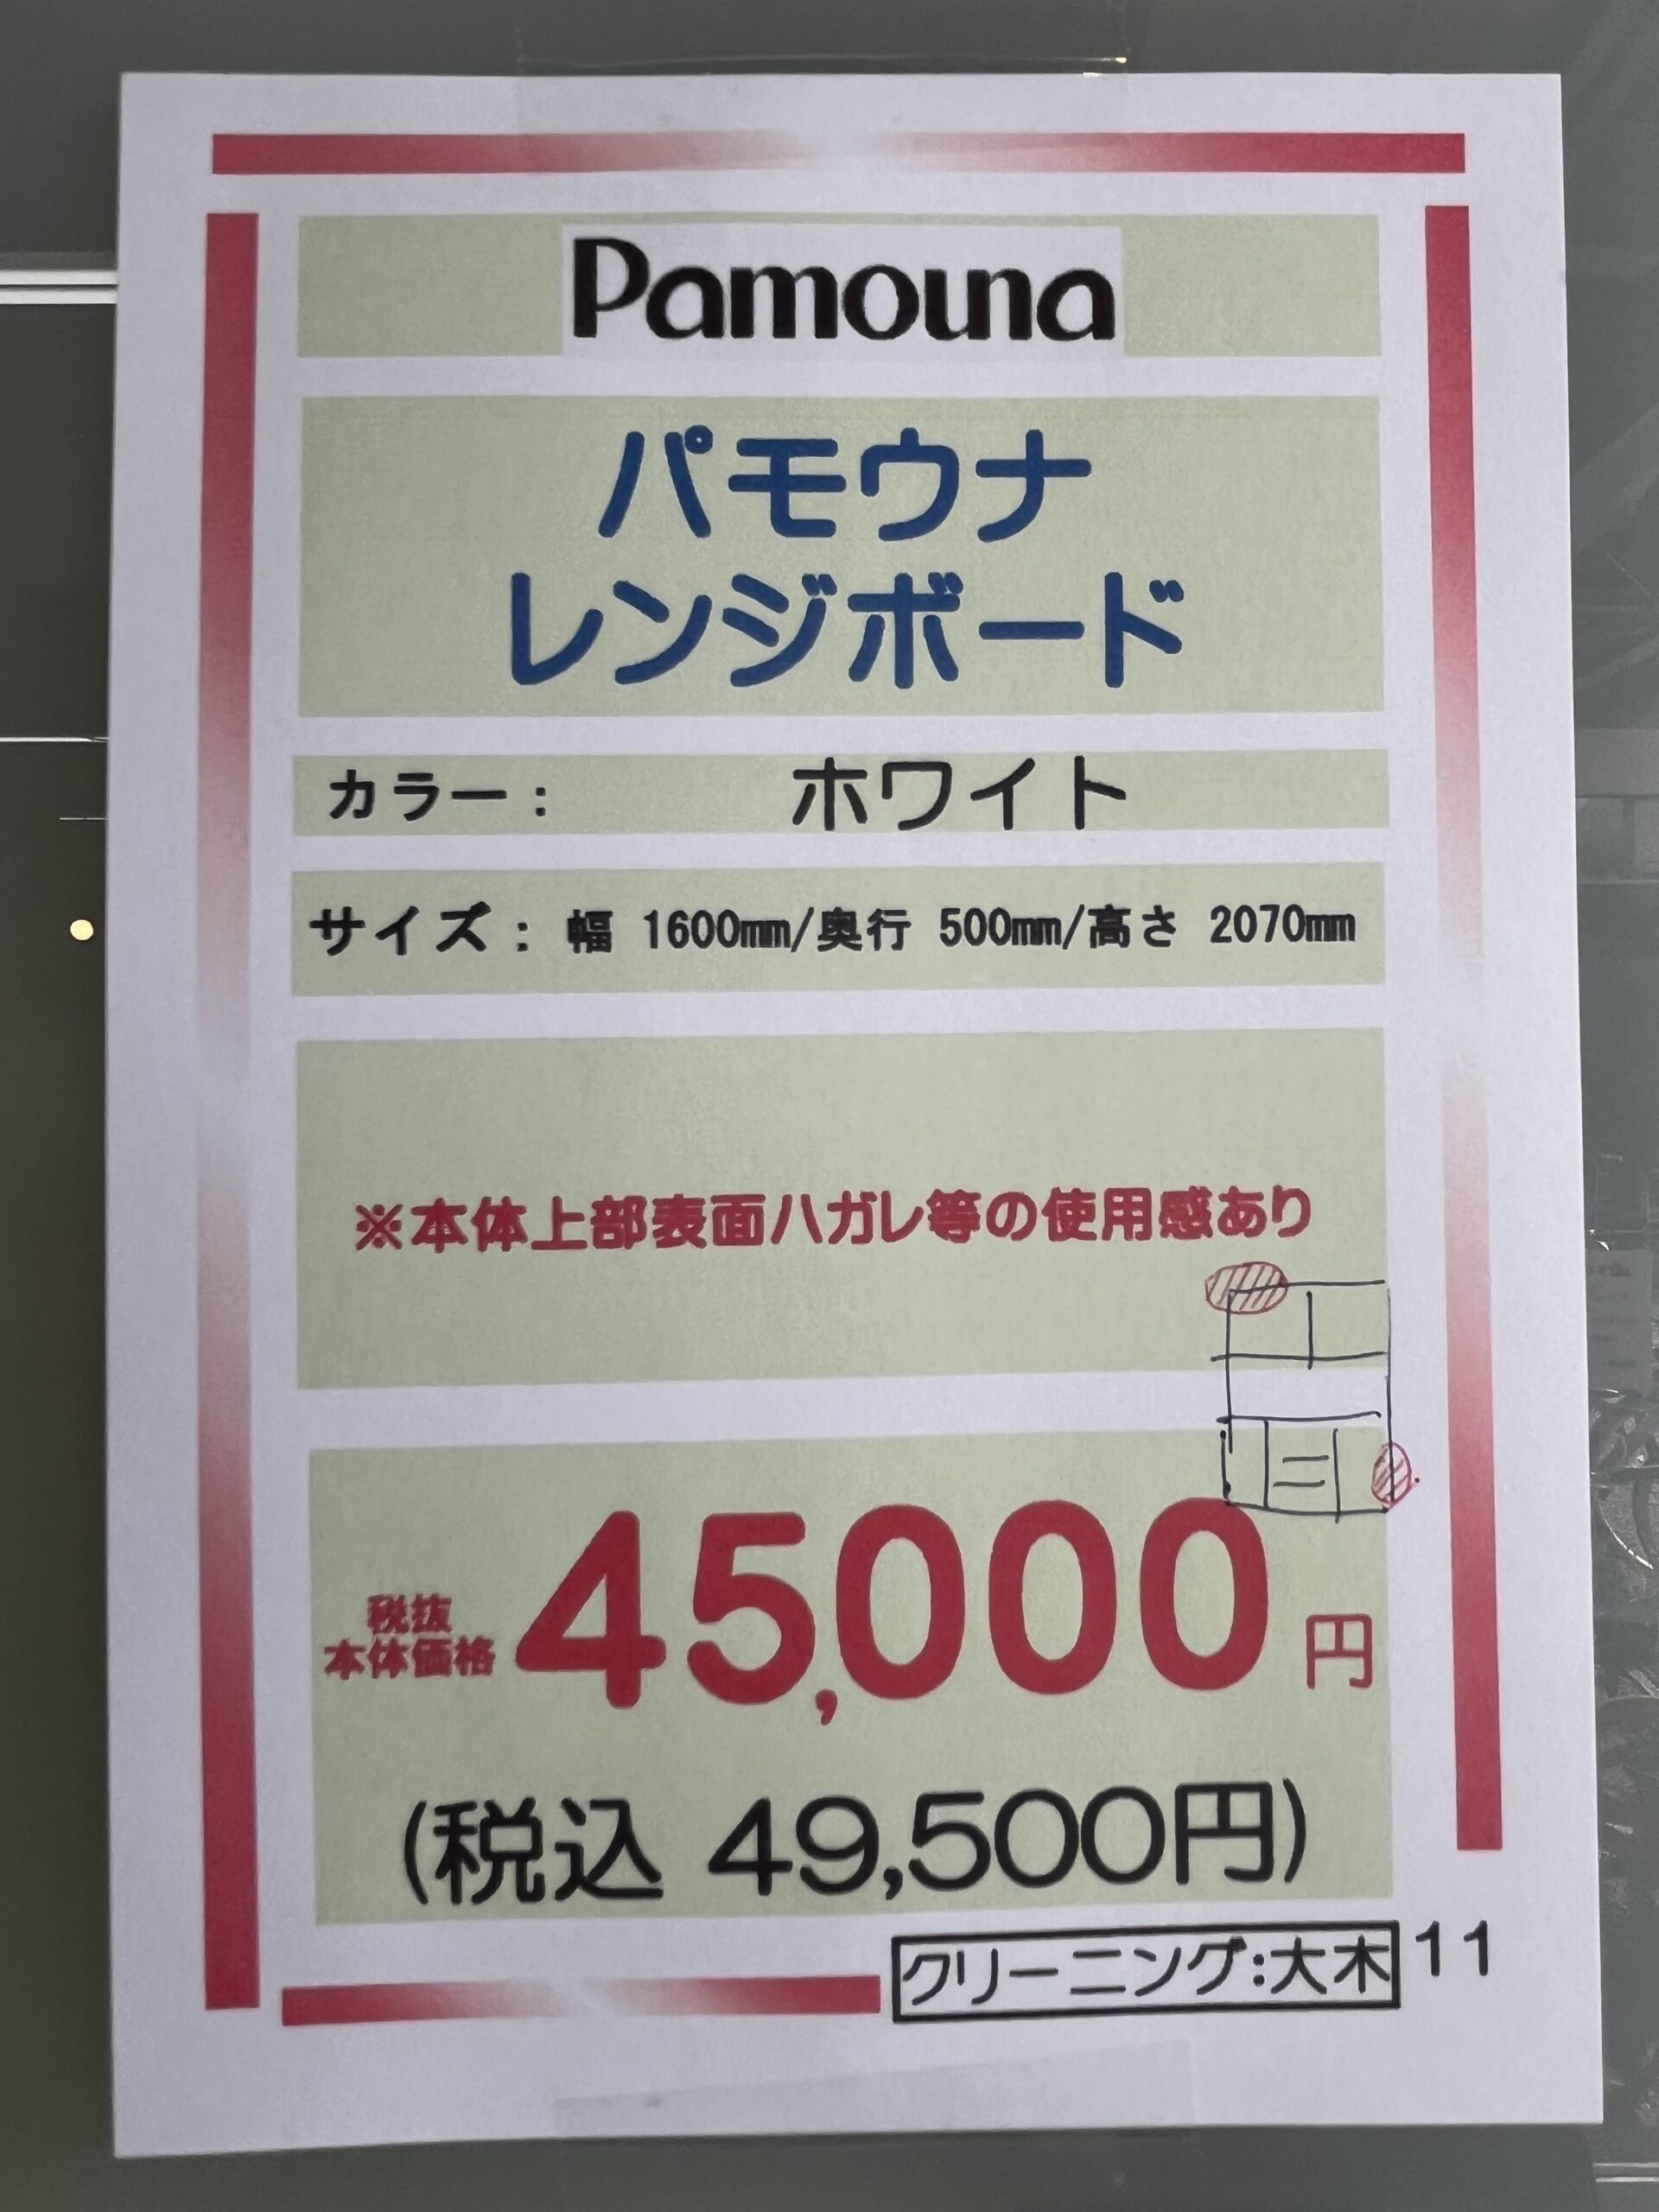 Pamouna
パモウナ
レンジボード
カラー： ホワイト
サイズ： 幅 1600mm/奥行 500mm/高さ 2070mm
※本体上部表面ハガレ等の使用感あり
税抜
本体価格 45,000円
(税込 49,500円)
クリーニング:大木 11